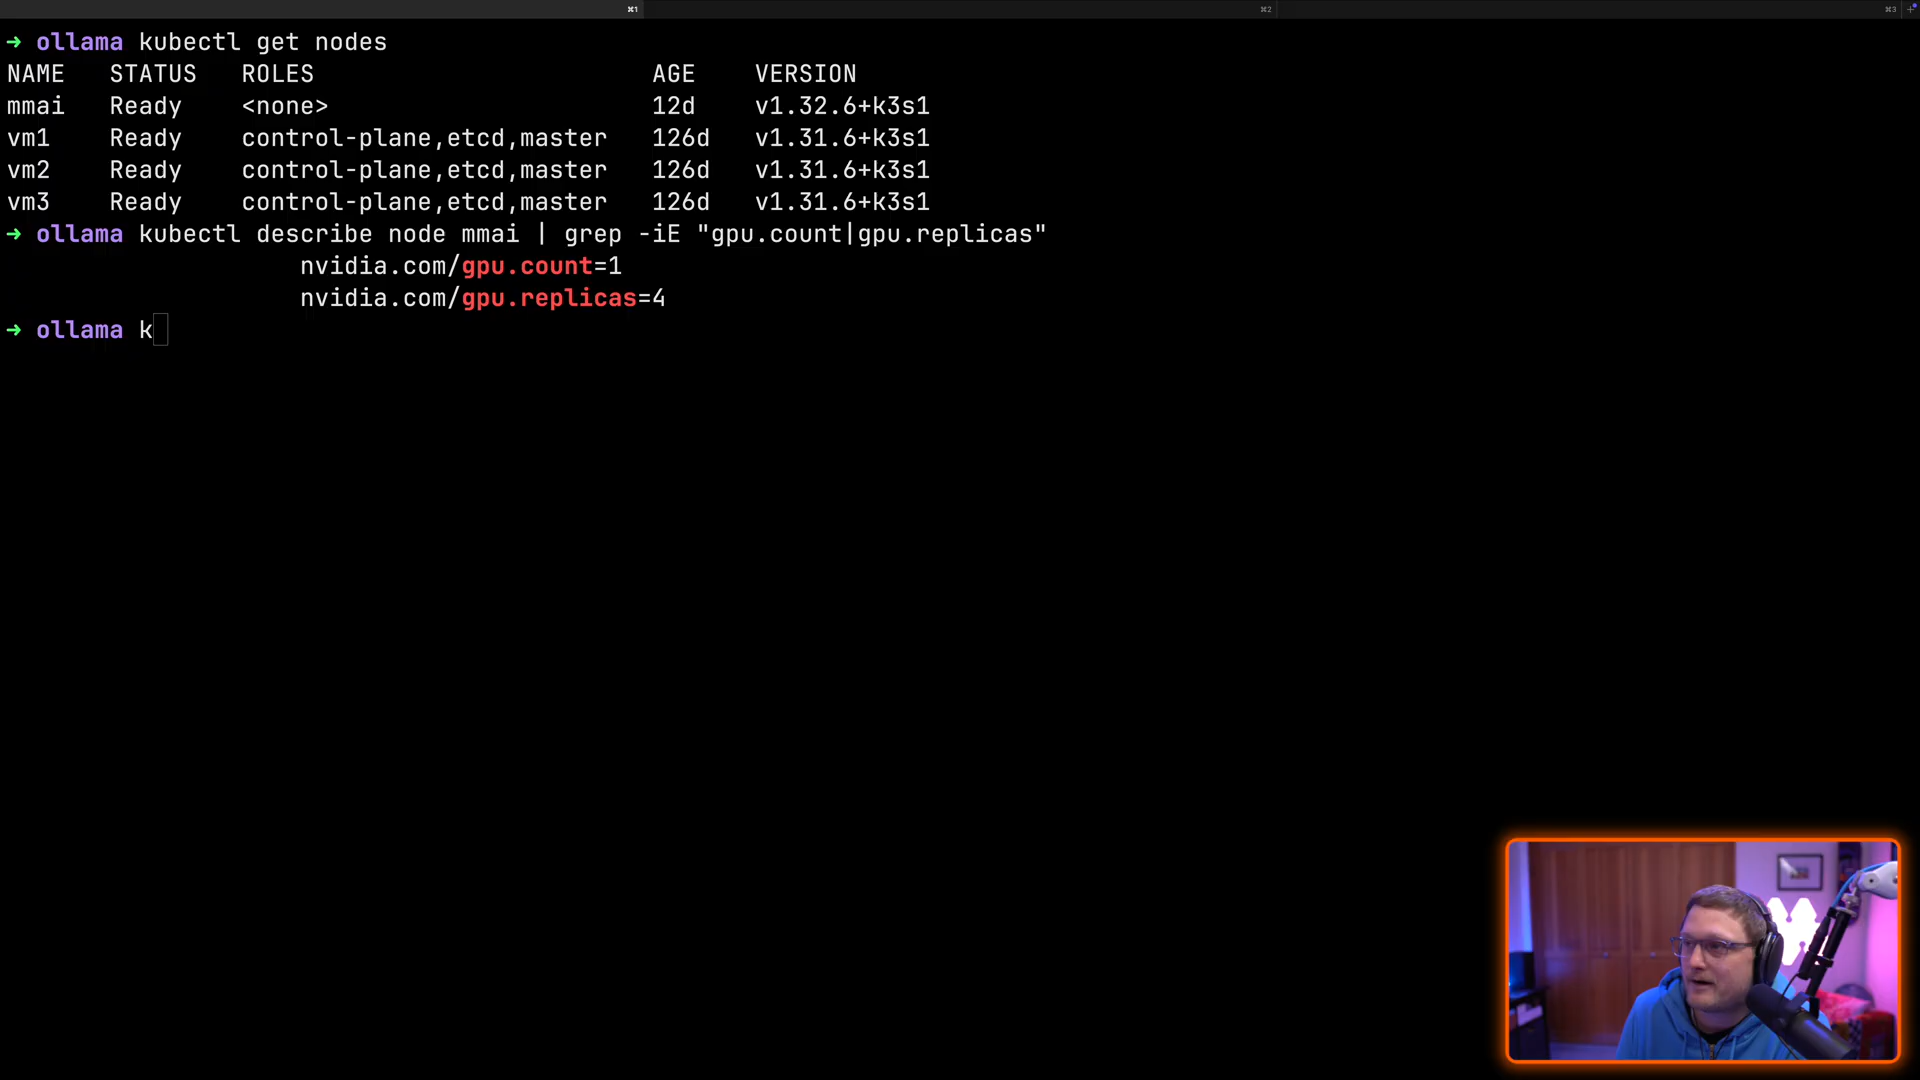 ⌘1 ⌘2 ⌘3 +
→ ollama kubectl get nodes
NAME STATUS ROLES AGE VERSION
mmai Ready <none> 12d v1.32.6+k3s1
vm1 Ready control-plane,etcd,master 126d v1.31.6+k3s1
vm2 Ready control-plane,etcd,master 126d v1.31.6+k3s1
vm3 Ready control-plane,etcd,master 126d v1.31.6+k3s1
→ ollama kubectl describe node mmai | grep -iE "gpu.count|gpu.replicas"
nvidia.com/gpu.count=1
nvidia.com/gpu.replicas=4
→ ollama k